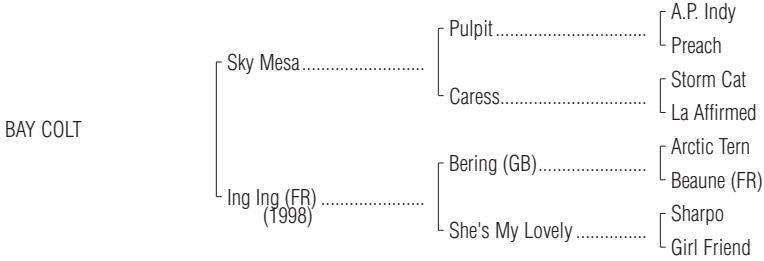 A.P. Indy
Pulpit..............................
Preach
Sky Mesa.........................
Storm Cat
Caress..............................
La Affirmed
BAY COLT
Arctic Tern
Bering (GB)......................
Beaune (FR)
Ing Ing (FR) .....................
(1998)
Sharpo
She's My Lovely ...............
Girl Friend